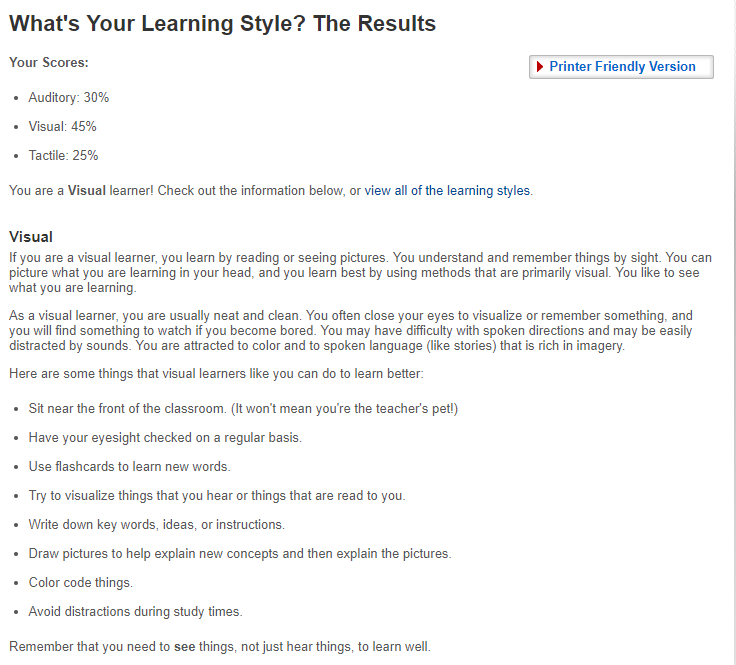 What's Your Learning Style? The Results
Your Scores:
Printer Friendly Version
• Auditory: 30%
• Visual: 45%
• Tactile: 25%
You are a Visual learner! Check out the information below, or view all of the learning styles.
Visual
If you are a visual learner, you learn by reading or seeing pictures. You understand and remember things by sight. You can
picture what you are learning in your head, and you learn best by using methods that are primarily visual. You like to see
what you are learning.
As a visual learner, you are usually neat and clean. You often close your eyes to visualize or remember something, and
you will find something to watch if you become bored. You may have difficulty with spoken directions and may be easily
distracted by sounds. You are attracted to color and to spoken language (like stories) that is rich in imagery.
Here are some things that visual learners like you can do to learn better:
• Sit near the front of the classroom. (It won't mean you're the teacher's pet!)
• Have your eyesight checked on a regular basis.
• Use flashcards to learn new words.
• Try to visualize things that you hear or things that are read to you.
• Write down key words, ideas, or instructions.
• Draw pictures to help explain new concepts and then explain the pictures.
• Color code things.
• Avoid distractions during study times.
Remember that you need to see things, not just hear things, to learn well.